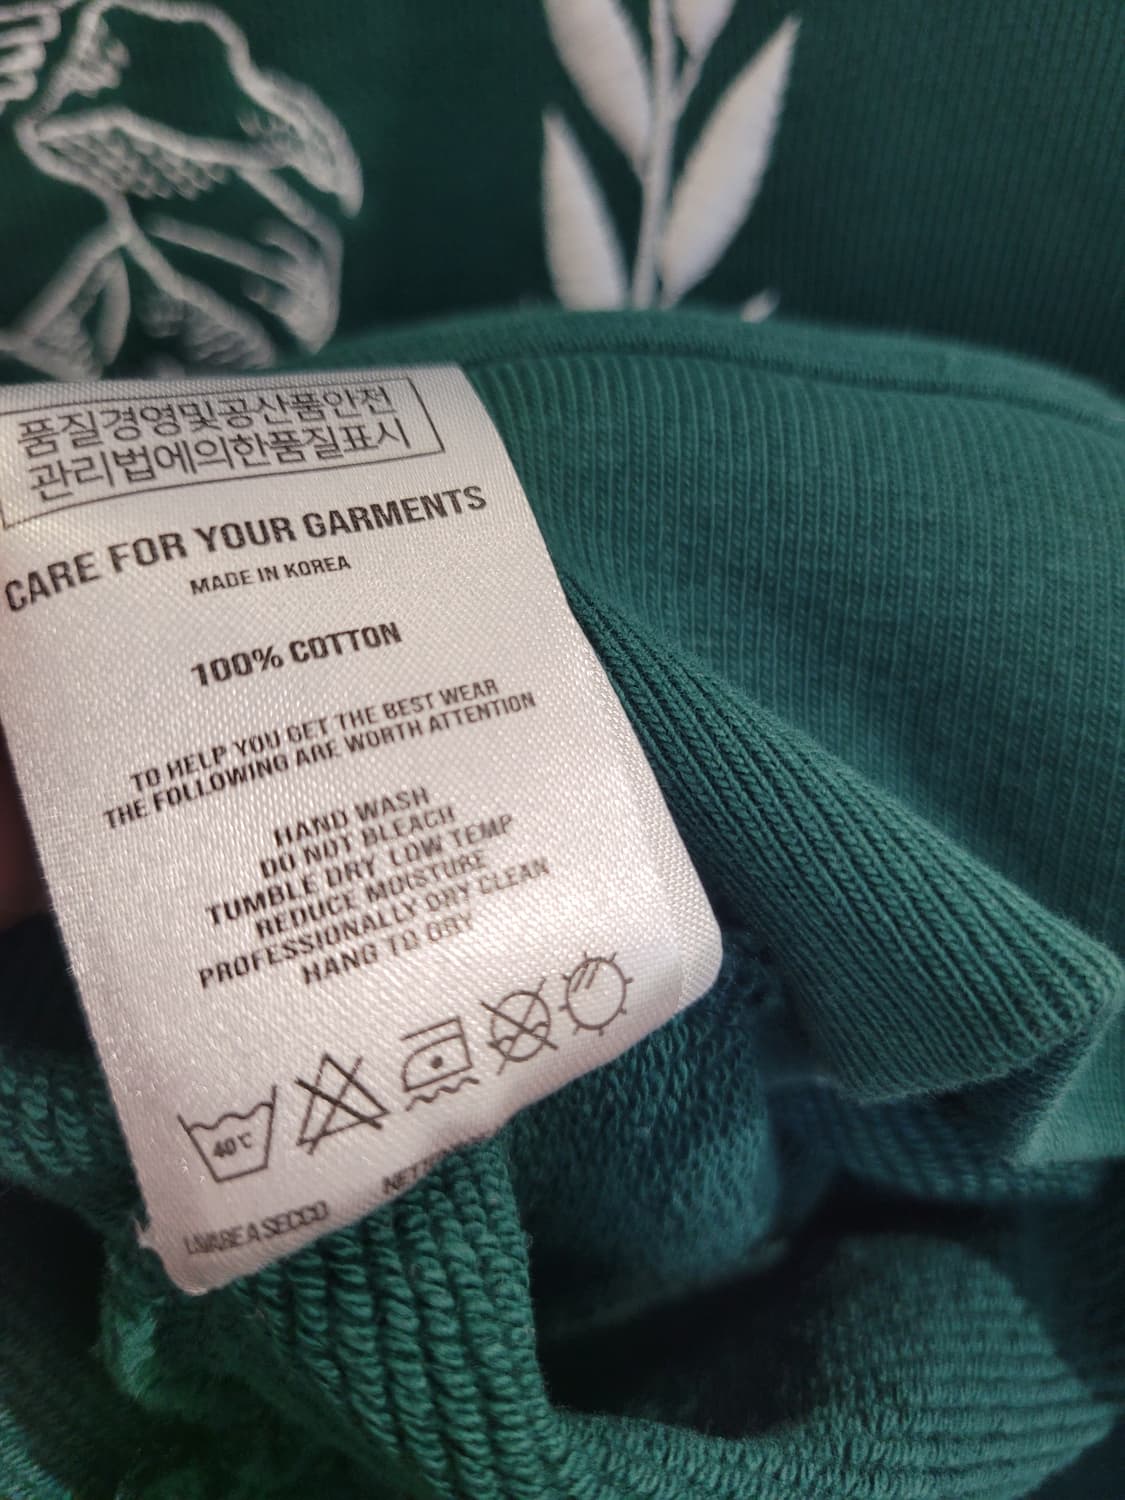 품질경영및공산품안전
관리법에의한품질표시
CARE FOR YOUR GARMENTS
MADE IN KOREA
100% COTTON
TO HELP YOU GET THE BEST WEAR
THE FOLLOWING ARE WORTH ATTENTION
HAND WASH
DO NOT BLEACH
TUMBLE DRY LOW TEMP
REDUCE MOISTURE
PROFESSIONALLY DRY CLEAN
HANG TO DRY
40℃
A SECCO